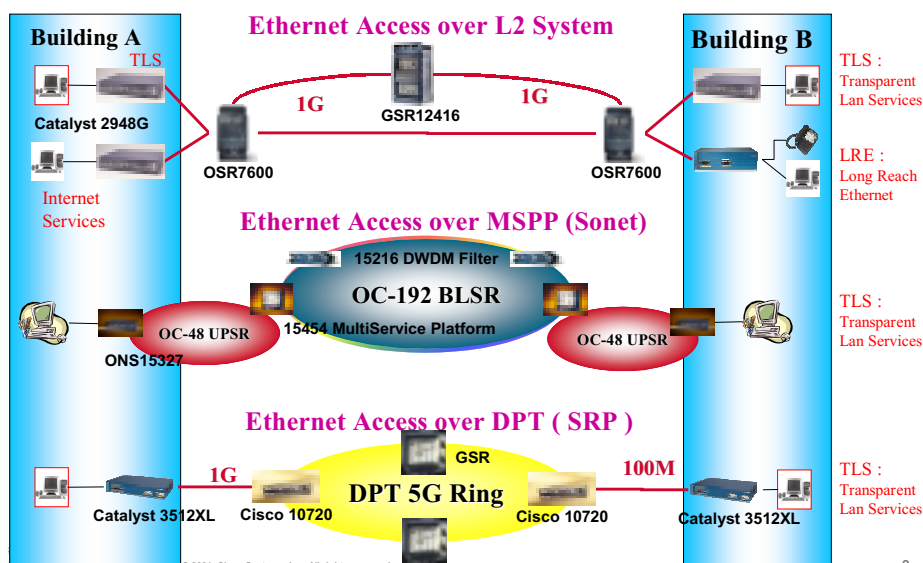 Ethernet Access over L2 System
Building A
Building B
TLS
1G
1G
GSR12416
Catalyst 2948G
OSR7600
OSR7600
TLS :
Transparent
Lan Services
Internet
Services
LRE :
Long Reach
Ethernet
Ethernet Access over MSPP (Sonet)
15216 DWDM Filter
OC-192 BLSR
15454 MultiService Platform
OC-48 UPSR
OC-48 UPSR
ONS15327
TLS :
Transparent
Lan Services
Ethernet Access over DPT ( SRP )
GSR
1G
100M
DPT 5G Ring
Catalyst 3512XL
Cisco 10720
Cisco 10720
Catalyst 3512XL
TLS :
Transparent
Lan Services